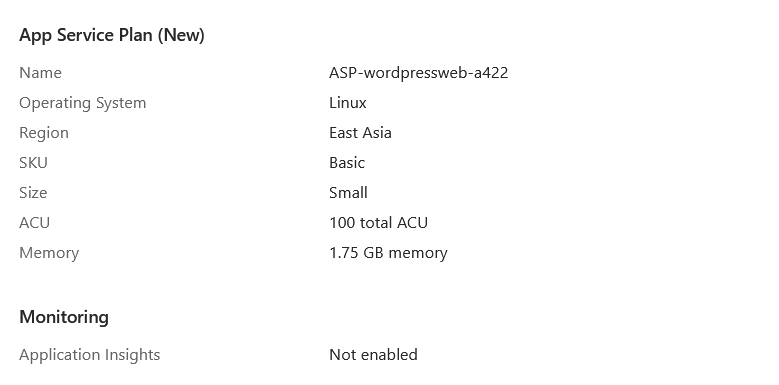 App Service Plan (New)
Name ASP-wordpressweb-a422
Operating System Linux
Region East Asia
SKU Basic
Size Small
ACU 100 total ACU
Memory 1.75 GB memory
Monitoring
Application Insights Not enabled